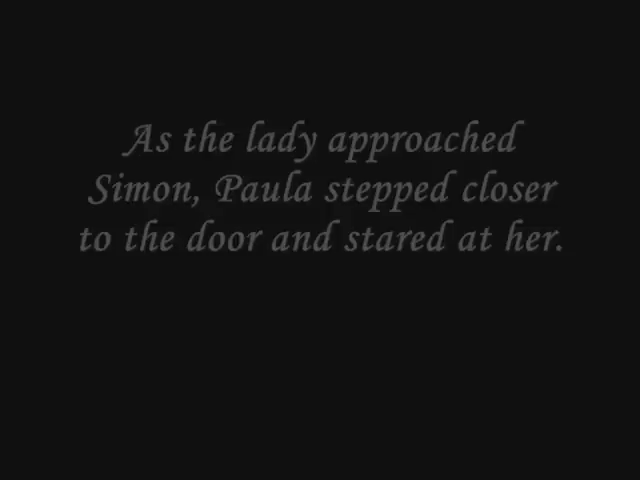 As the lady approached
Simon, Paula stepped closer
to the door and stared at her.